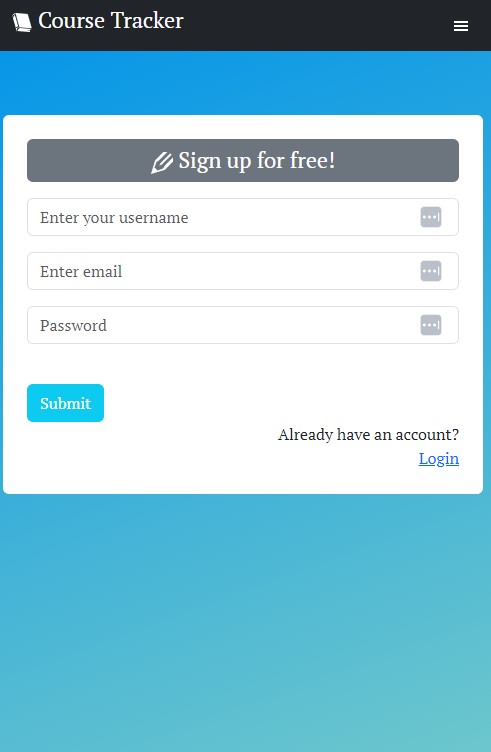 Course Tracker
Sign up for free!
Enter your username
Enter email
Password
Submit
Already have an account?
Login